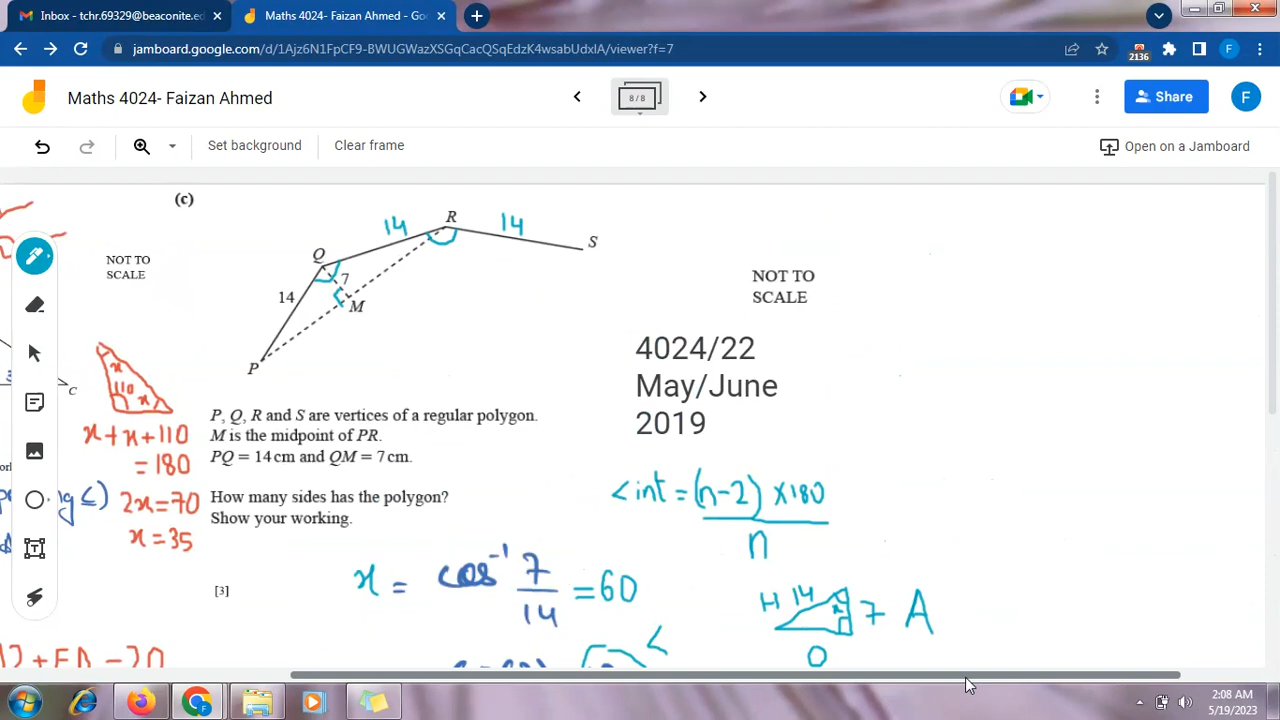 Inbox - tchr.69329@beaconite.ed
Maths 4024- Faizan Ahmed - Goo
jamboard.google.com/d/1Ajz6N1FpCF9-BWUGWazXSGqCacQSqEdzK4wsabUdxIA/viewer?f=7
2136
F
Maths 4024- Faizan Ahmed
8/8
Share
F
Set background
Clear frame
Open on a Jamboard
(c)
14
R
14
S
NOT TO
SCALE
Q
7
14
M
P
NOT TO
SCALE
4024/22
May/June
2019
C
x
110
x
x+x+110
=180
2x=70
x=35
P, Q, R and S are vertices of a regular polygon.
M is the midpoint of PR.
PQ = 14 cm and QM = 7 cm.
How many sides has the polygon?
Show your working.
[3]
<int = (n-2) ×180
n
x = cos⁻¹ 7 = 60
14
H 14 x 7 A
O
2:08 AM
5/19/2023